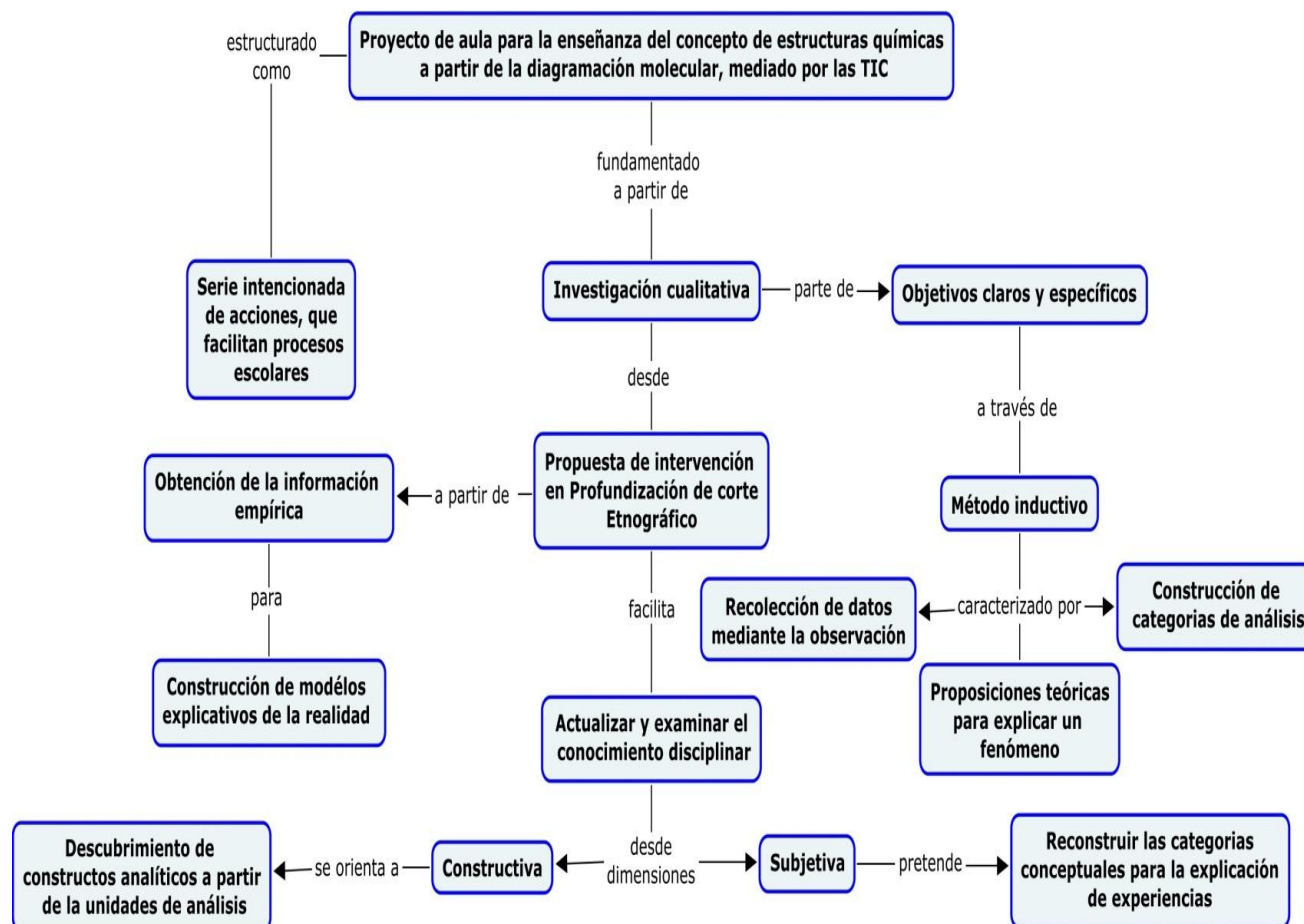 estructurado
como
Proyecto de aula para la enseñanza del concepto de estructuras químicas
a partir de la diagramación molecular, mediado por las TIC
fundamentado
a partir de
Serie intencionada
de acciones, que
facilitan procesos
escolares
Investigación cualitativa
parte de
Objetivos claros y específicos
desde
a través de
Obtención de la información
empírica
a partir de
Propuesta de intervención
en Profundización de corte
Etnográfico
Método inductivo
para
facilita
Recolección de datos
mediante la observación
caracterizado por
Construcción de
categorias de análisis
Construcción de modélos
explicativos de la realidad
Actualizar y examinar el
conocimiento disciplinar
Proposiciones teóricas
para explicar un
fenómeno
Descubrimiento de
constructos analíticos a partir
de la unidades de análisis
se orienta a
Constructiva
desde
dimensiones
Subjetiva
pretende
Reconstruir las categorias
conceptuales para la explicación
de experiencias